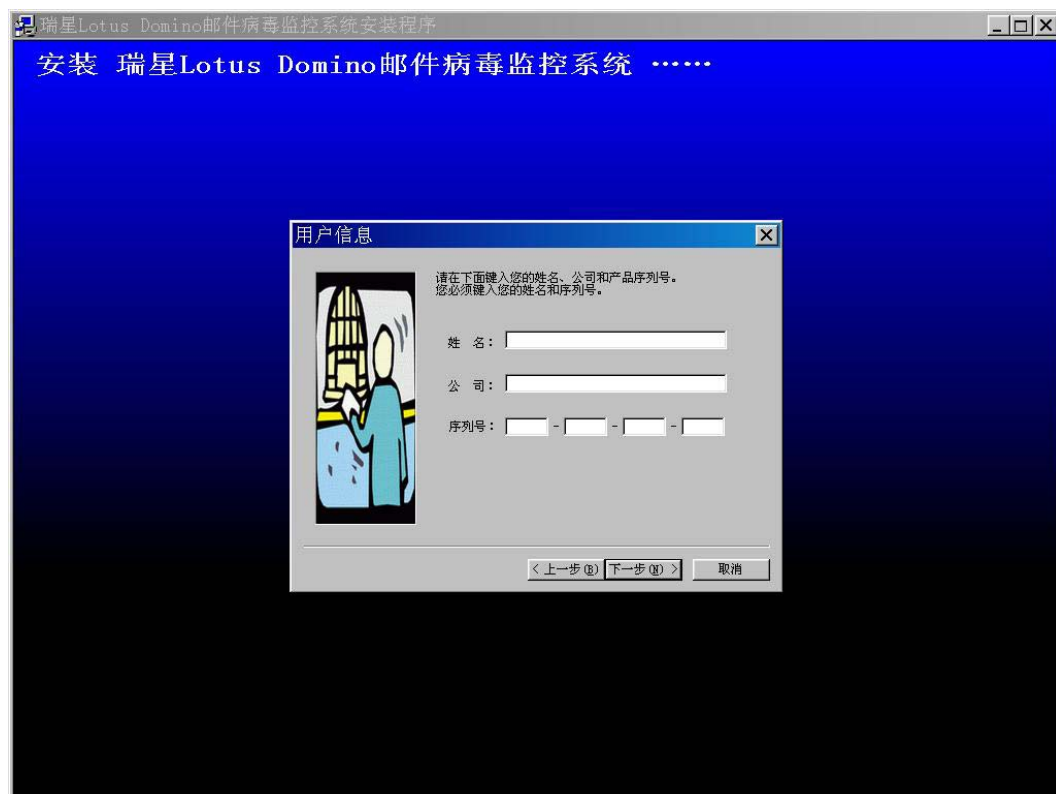 瑞星Lotus Domino邮件病毒监控系统安装程序
安装 瑞星Lotus Domino邮件病毒监控系统 ……
用户信息
请在下面键入您的姓名、公司和产品序列号。
您必须键入您的姓名和序列号。
姓 名：
公 司：
序列号： - - -
< 上一步(B) 下一步(N) > 取消